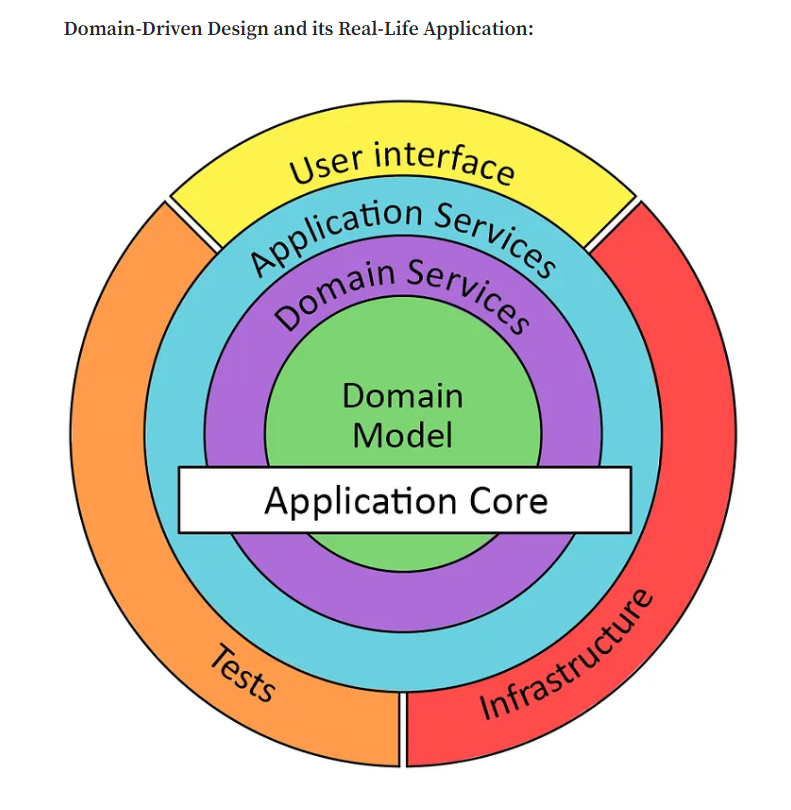 Domain-Driven Design and its Real-Life Application:
User interface
Application Services
Domain Services
Domain
Model
Application Core
Tests
Infrastructure